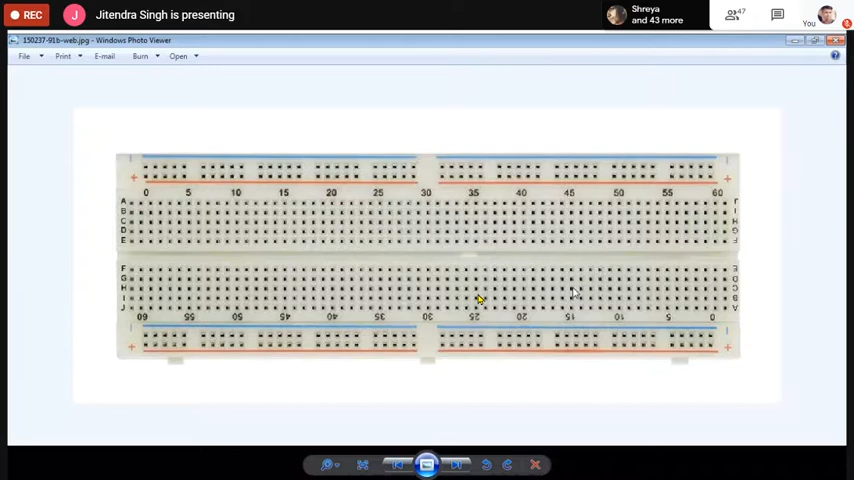 REC
J
Jitendra Singh is presenting
Shreya
and 43 more
47
You
150237-91b-web.jpg - Windows Photo Viewer
File Print E-mail Burn Open
+ +
0 5 10 15 20 25 30 35 40 45 50 55 60
A J
B I
C H
D G
E F
F E
G D
H C
I B
J A
60 55 50 45 40 35 30 25 20 15 10 5 0
+ +